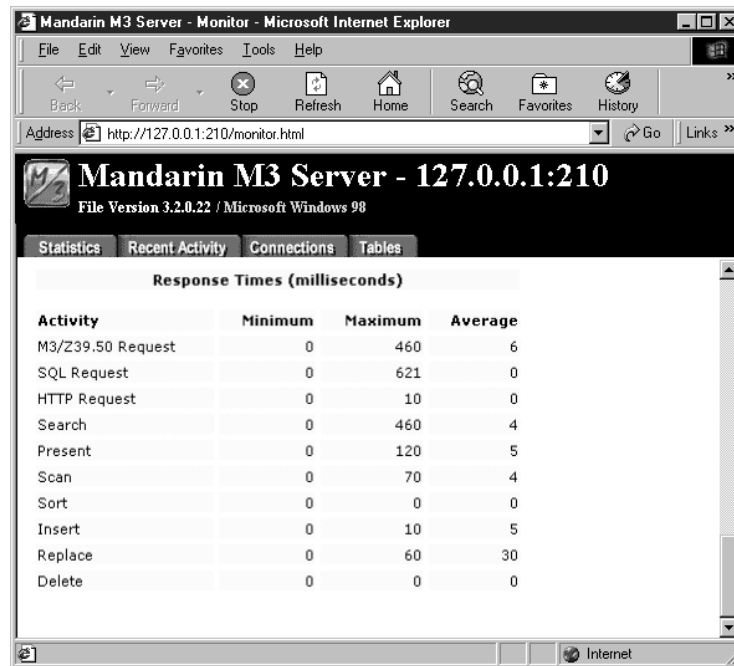 Mandarin M3 Server - Monitor - Microsoft Internet Explorer
File Edit View Favorites Tools Help
Back Forward Stop Refresh Home Search Favorites History »
Address http://127.0.0.1:210/monitor.html Go Links »
M3
Mandarin M3 Server - 127.0.0.1:210
File Version 3.2.0.22 / Microsoft Windows 98
Statistics Recent Activity Connections Tables
Response Times (milliseconds)
Activity Minimum Maximum Average
M3/Z39.50 Request 0 460 6
SQL Request 0 621 0
HTTP Request 0 10 0
Search 0 460 4
Present 0 120 5
Scan 0 70 4
Sort 0 0 0
Insert 0 10 5
Replace 0 60 30
Delete 0 0 0
Internet